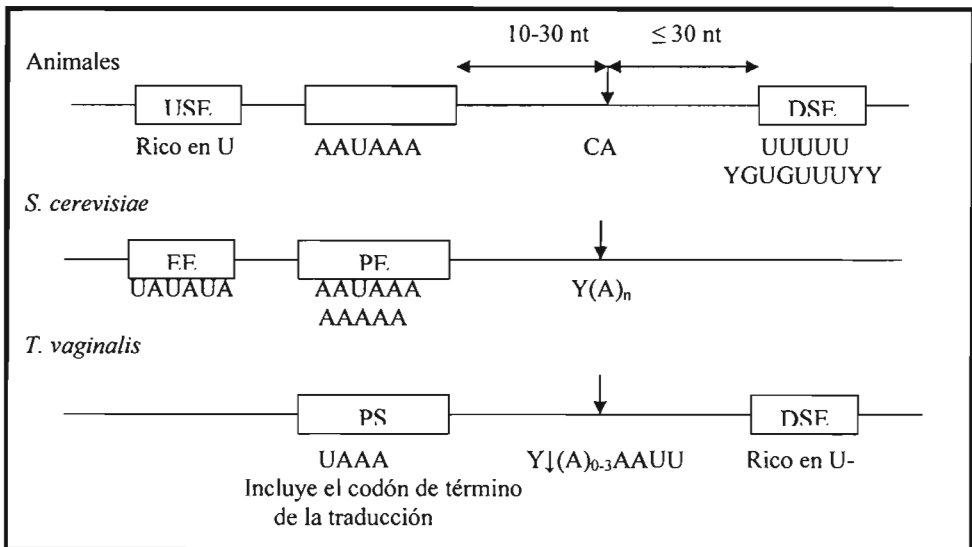 10-30 nt ≤ 30 nt
Animales
USE DSE
Rico en U AAUAAA CA UUUUU
YGUGUUUYY
S. cerevisiae
EE PE
UAUAUA AAUAAA Y(A)n
AAAAA
T. vaginalis
PS DSE
UAAA Y↓(A)0-3AAUU Rico en U-
Incluye el codón de término
de la traducción